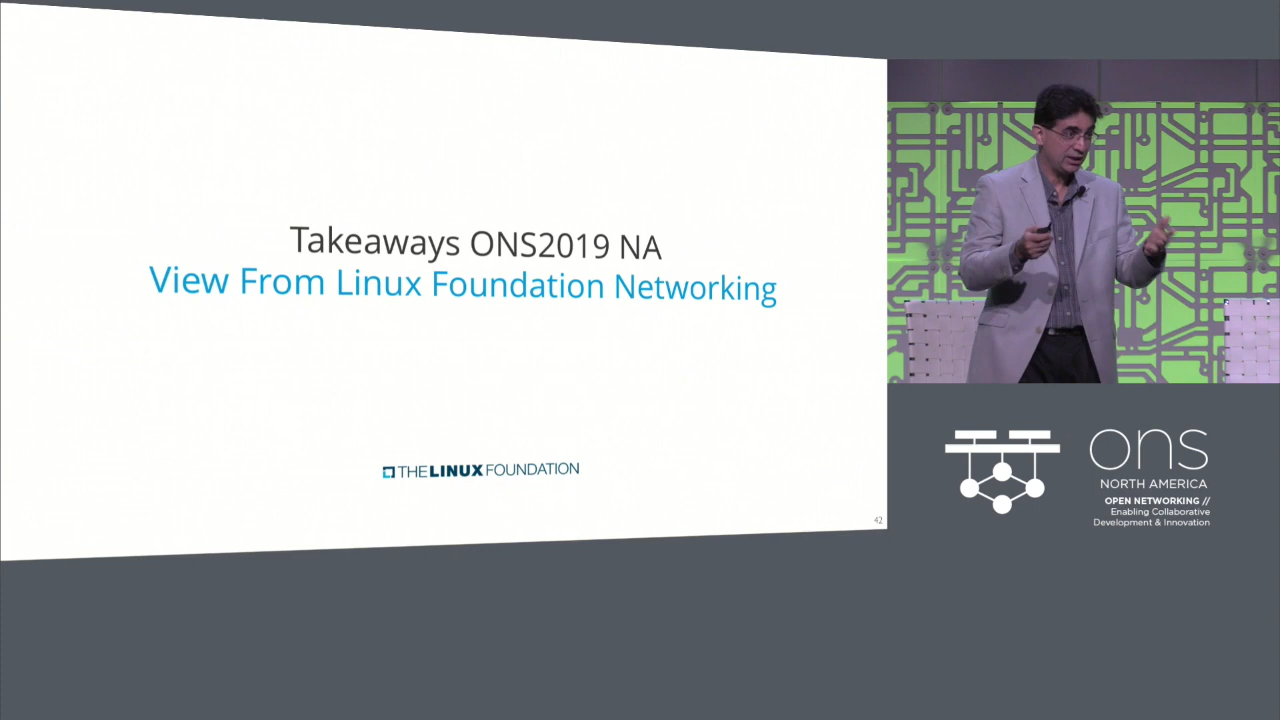 Takeaways ONS2019 NA
View From Linux Foundation Networking
THE LINUX FOUNDATION
42
ons
NORTH AMERICA
OPEN NETWORKING //
Enabling Collaborative
Development & Innovation